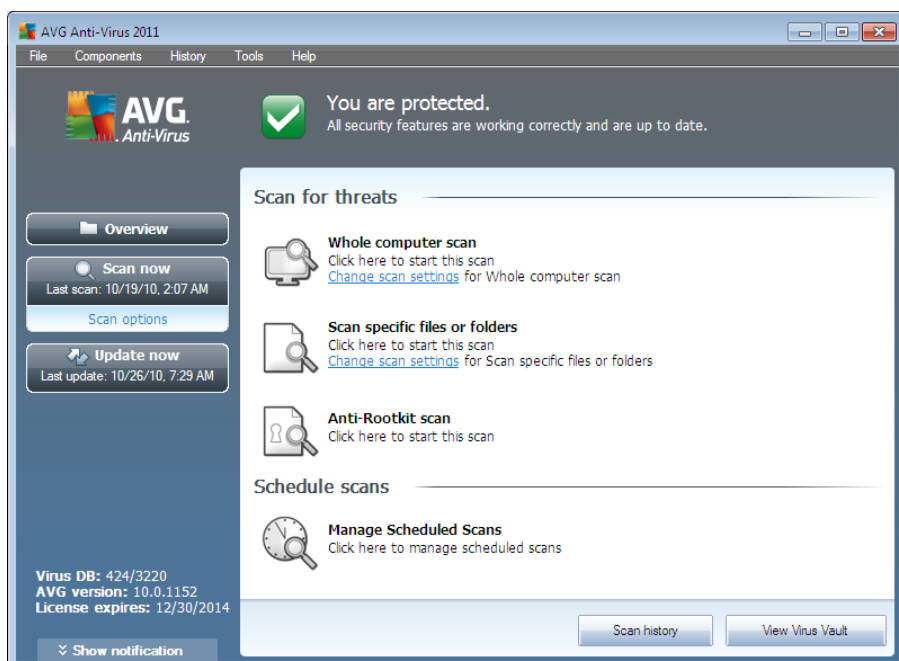 AVG Anti-Virus 2011
File Components History Tools Help
AVG.
Anti-Virus
You are protected.
All security features are working correctly and are up to date.
Overview
Scan now
Last scan: 10/19/10, 2:07 AM
Scan options
Update now
Last update: 10/26/10, 7:29 AM
Scan for threats
Whole computer scan
Click here to start this scan
Change scan settings for Whole computer scan
Scan specific files or folders
Click here to start this scan
Change scan settings for Scan specific files or folders
Anti-Rootkit scan
Click here to start this scan
Schedule scans
Manage Scheduled Scans
Click here to manage scheduled scans
Virus DB: 424/3220
AVG version: 10.0.1152
License expires: 12/30/2014
Show notification
Scan history
View Virus Vault